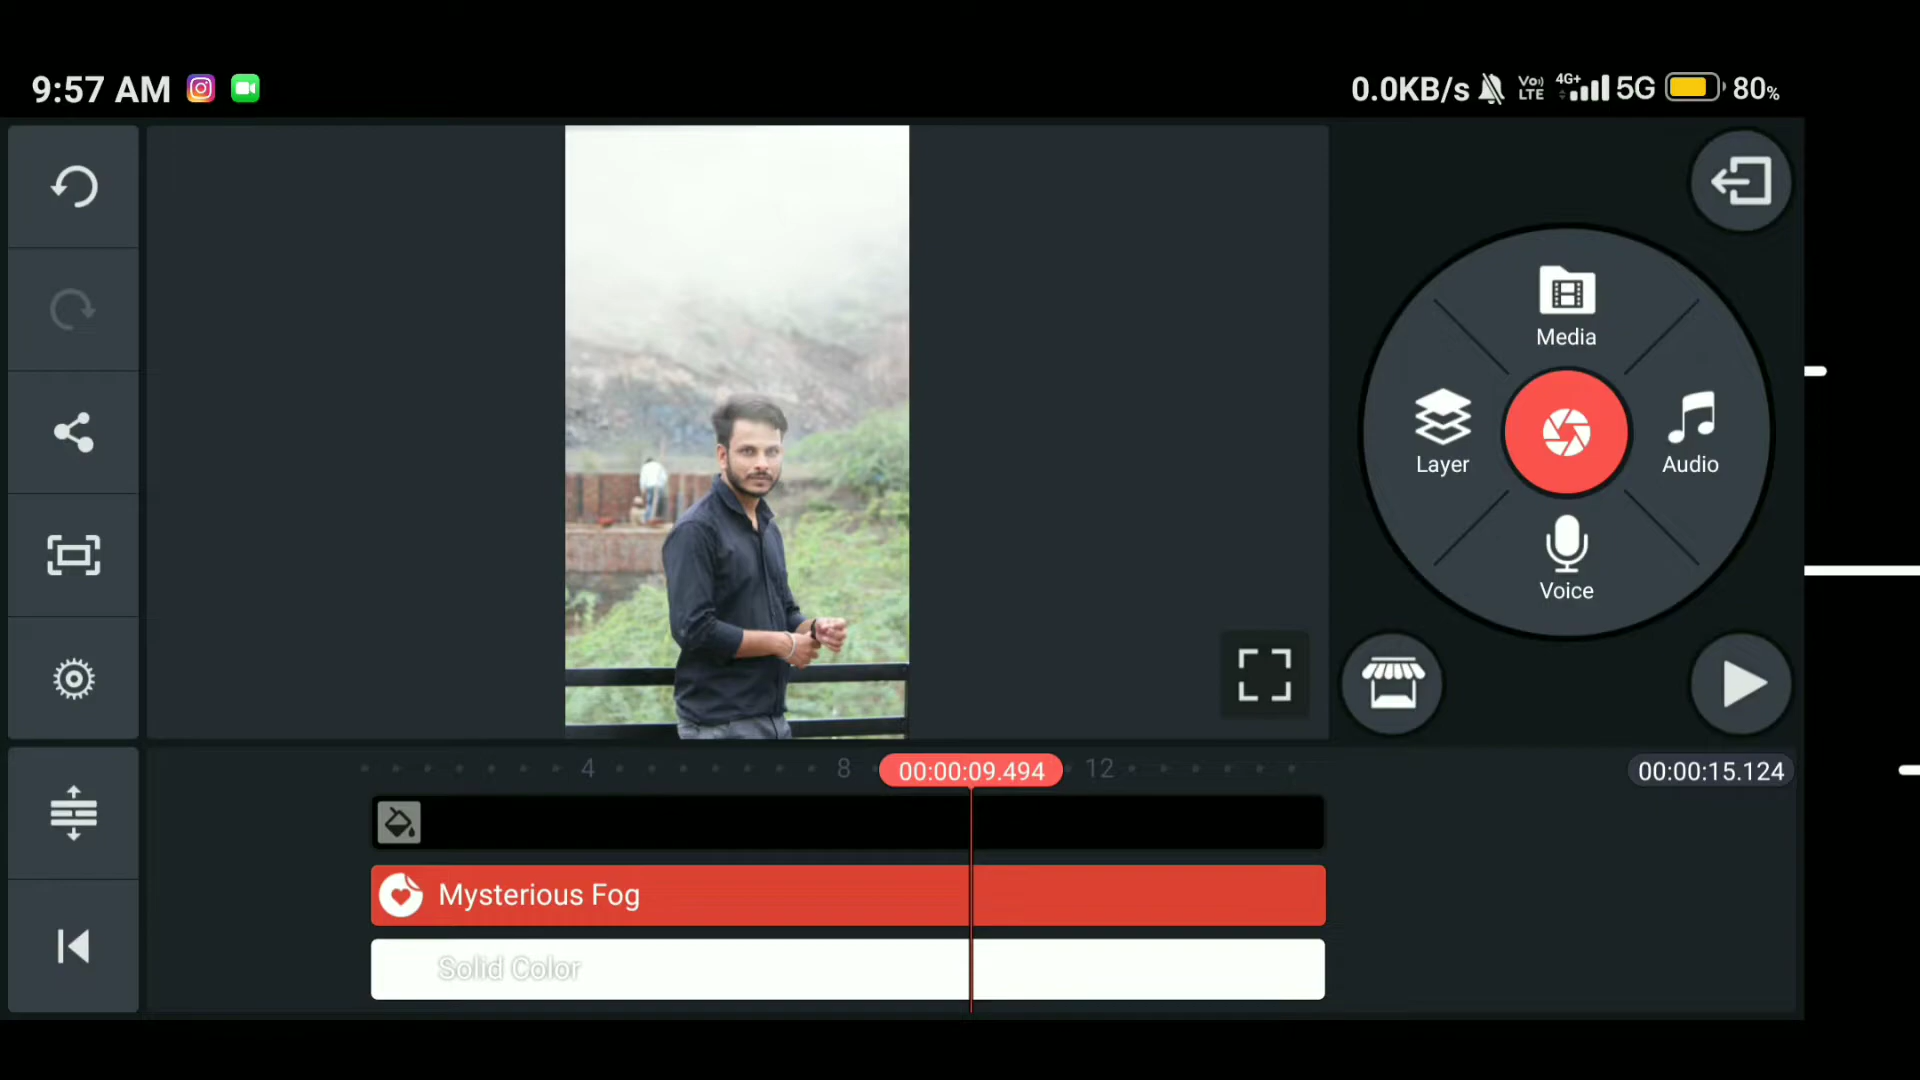 9:57 AM
0.0KB/s Vo) LTE 4G+ 5G 80%
Media
Layer
Audio
Voice
4 8 00:00:09.494 12 00:00:15.124
Mysterious Fog
Solid Color